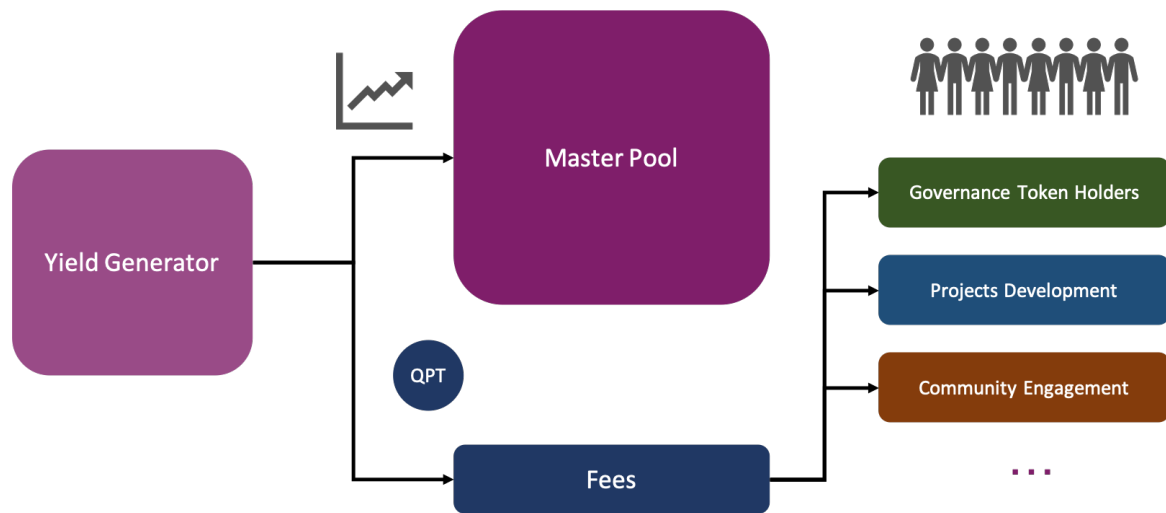 Yield Generator
Master Pool
QPT
Fees
Governance Token Holders
Projects Development
Community Engagement
...